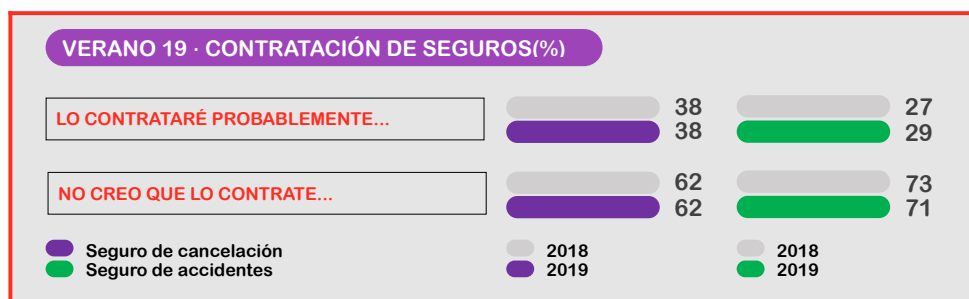 VERANO 19 · CONTRATACIÓN DE SEGUROS(%)
LO CONTRATARÉ PROBABLEMENTE...
38
38
27
29
NO CREO QUE LO CONTRATE...
62
62
73
71
Seguro de cancelación
Seguro de accidentes
2018
2019
2018
2019